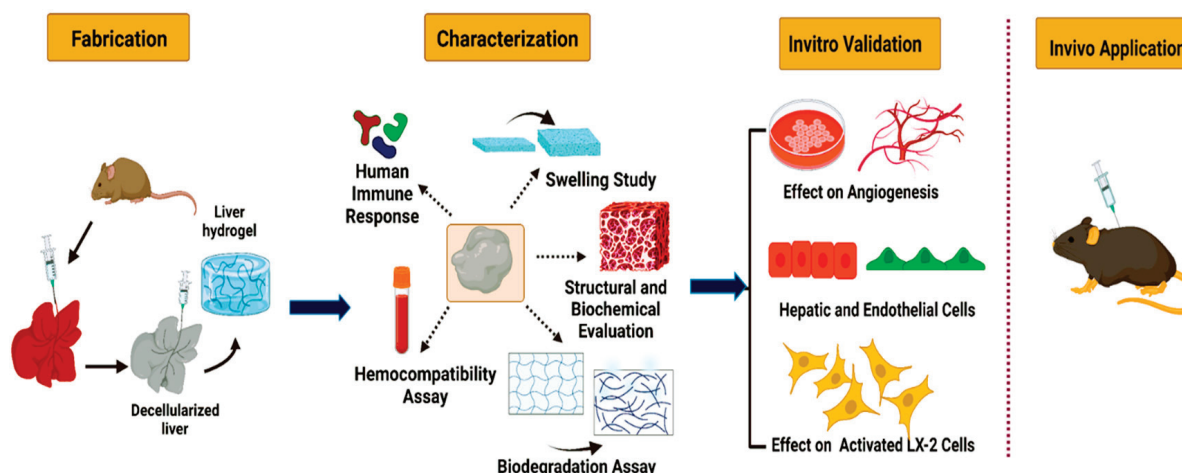 Fabrication
Characterization
Invitro Validation
Invivo Application
Liver
hydrogel
Decellularized
liver
Human
Immune
Response
Swelling Study
Structural and
Biochemical
Evaluation
Hemocompatibility
Assay
Biodegradation Assay
Effect on Angiogenesis
Hepatic and Endothelial Cells
Effect on Activated LX-2 Cells